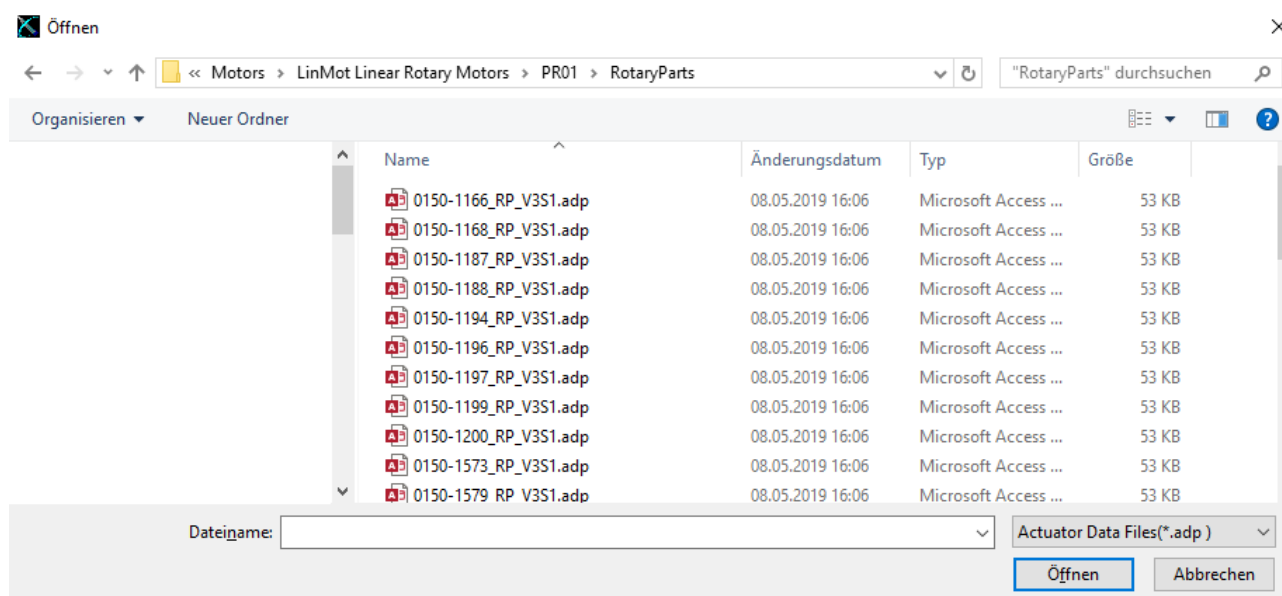 Öffnen
« Motors > LinMot Linear Rotary Motors > PR01 > RotaryParts "RotaryParts" durchsuchen
Organisieren Neuer Ordner
Name Änderungsdatum Typ Größe
0150-1166_RP_V3S1.adp 08.05.2019 16:06 Microsoft Access ... 53 KB
0150-1168_RP_V3S1.adp 08.05.2019 16:06 Microsoft Access ... 53 KB
0150-1187_RP_V3S1.adp 08.05.2019 16:06 Microsoft Access ... 53 KB
0150-1188_RP_V3S1.adp 08.05.2019 16:06 Microsoft Access ... 53 KB
0150-1194_RP_V3S1.adp 08.05.2019 16:06 Microsoft Access ... 53 KB
0150-1196_RP_V3S1.adp 08.05.2019 16:06 Microsoft Access ... 53 KB
0150-1197_RP_V3S1.adp 08.05.2019 16:06 Microsoft Access ... 53 KB
0150-1199_RP_V3S1.adp 08.05.2019 16:06 Microsoft Access ... 53 KB
0150-1200_RP_V3S1.adp 08.05.2019 16:06 Microsoft Access ... 53 KB
0150-1573_RP_V3S1.adp 08.05.2019 16:06 Microsoft Access ... 53 KB
0150-1579_RP_V3S1.adp 08.05.2019 16:06 Microsoft Access ... 53 KB
Dateiname: Actuator Data Files(*.adp )
Öffnen Abbrechen